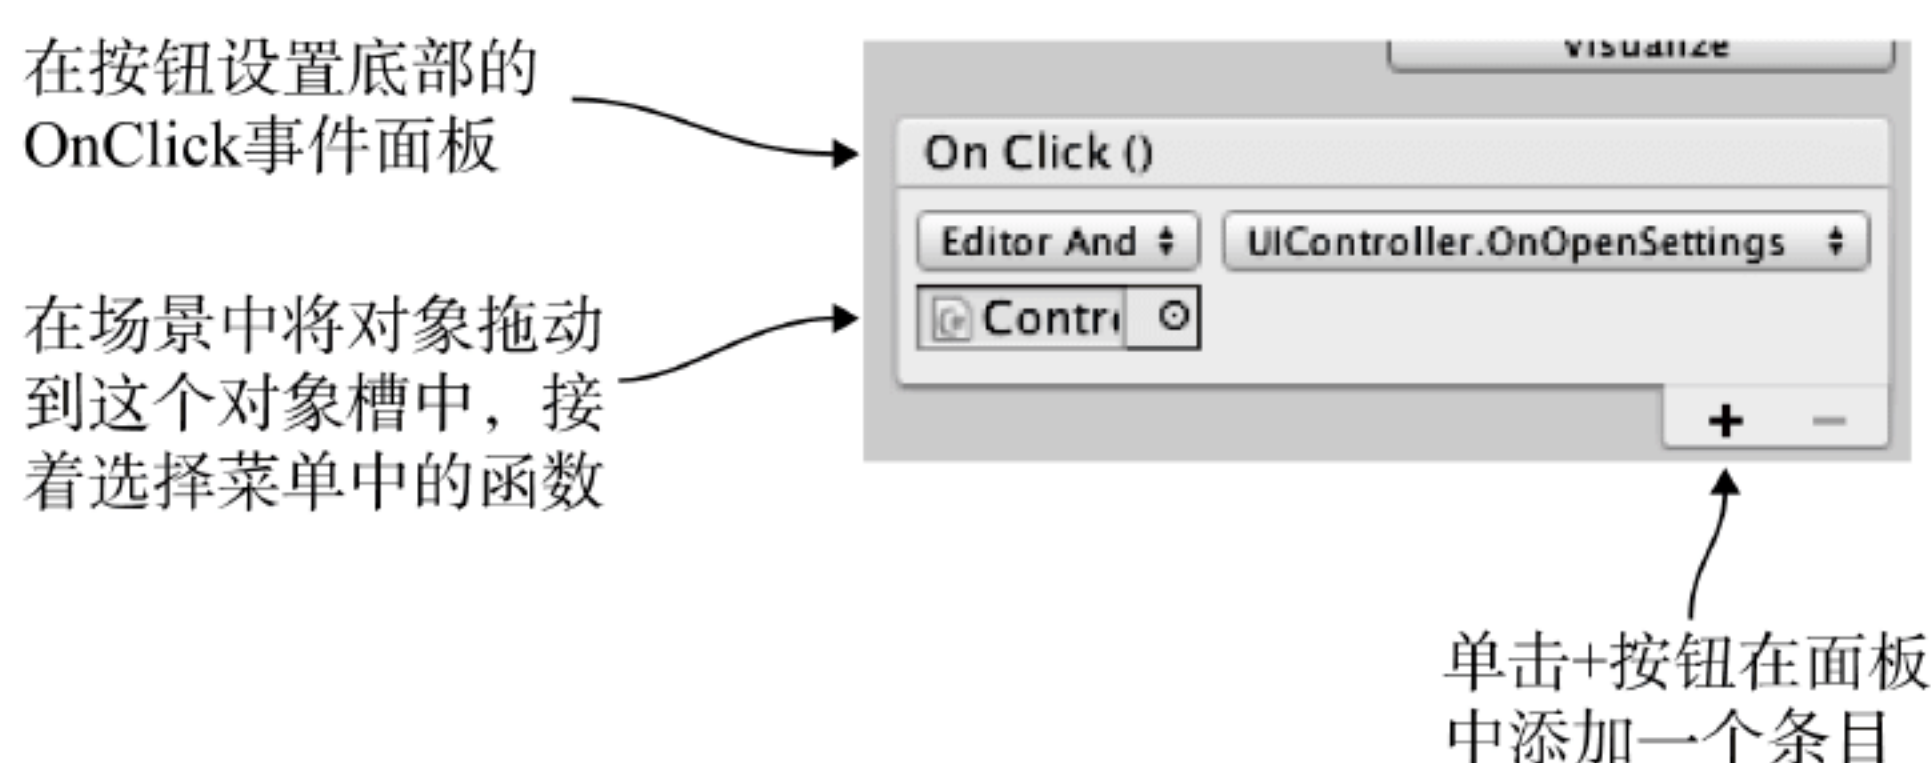 在按钮设置底部的
OnClick事件面板
Visualize
On Click ()
Editor And
UIController.OnOpenSettings
在场景中将对象拖动
到这个对象槽中，接
着选择菜单中的函数
Contr
+ −
单击+按钮在面板
中添加一个条目